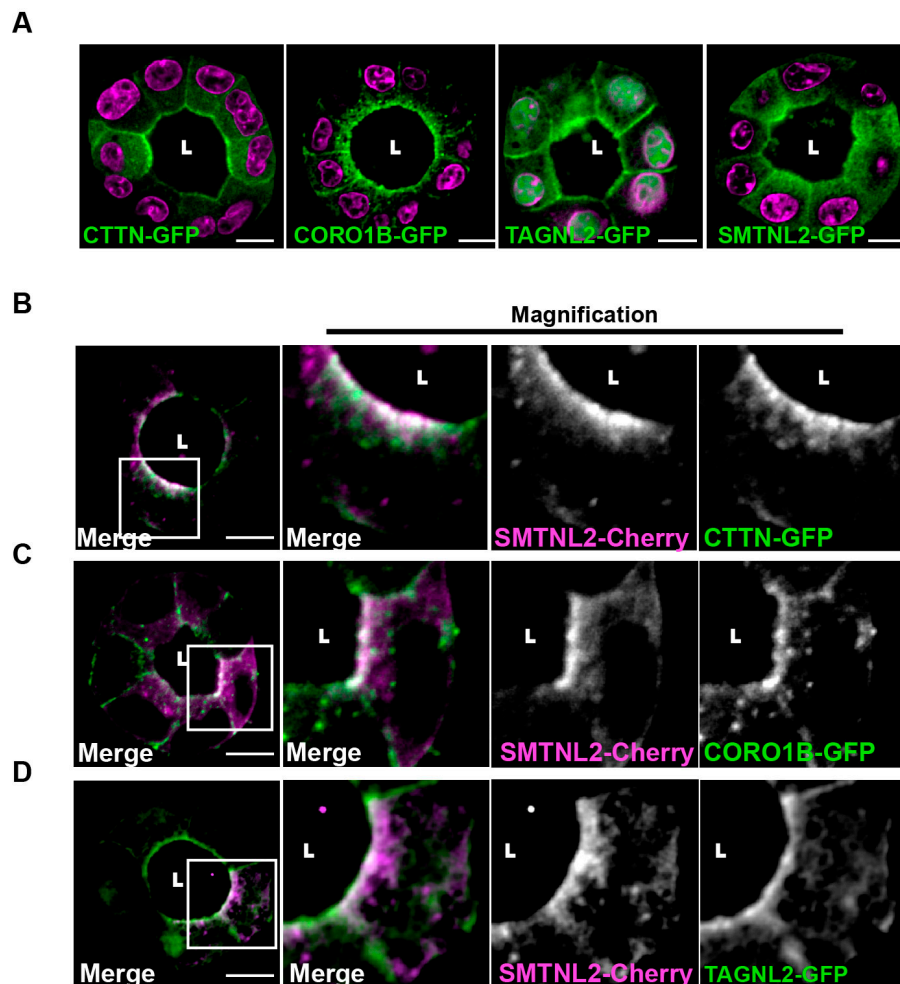 A
L L L L
CTTN-GFP CORO1B-GFP TAGNL2-GFP SMTNL2-GFP
B
Magnification
L L L L
Merge Merge SMTNL2-Cherry CTTN-GFP
C
L L L L
Merge Merge SMTNL2-Cherry CORO1B-GFP
D
L L L L
Merge Merge SMTNL2-Cherry TAGNL2-GFP